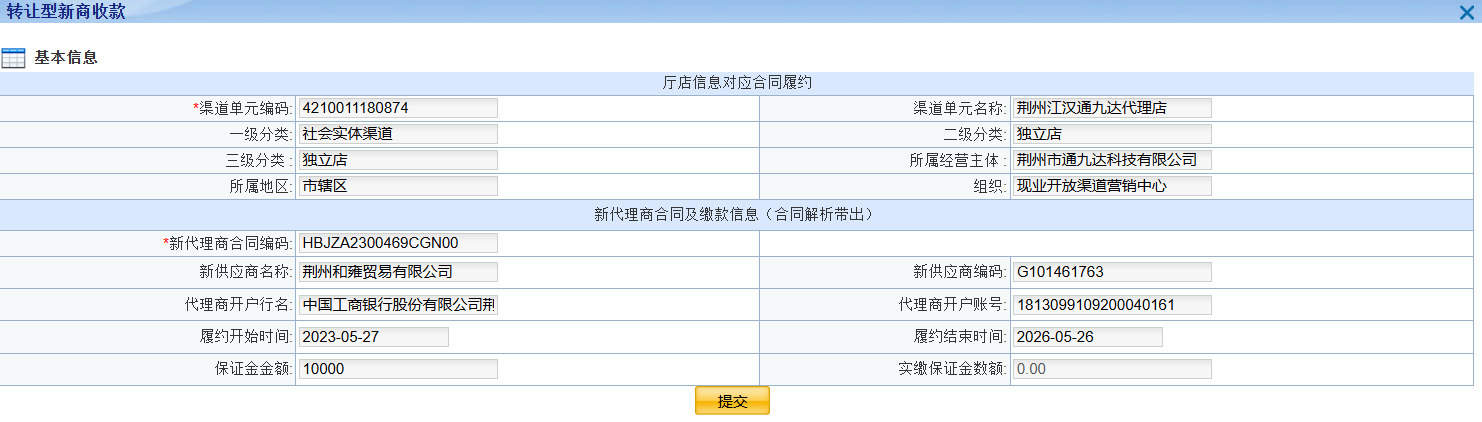 转让型新商收款
基本信息
厅店信息对应合同履约
*渠道单元编码: 4210011180874 渠道单元名称: 荆州江汉通九达代理店
一级分类: 社会实体渠道 二级分类: 独立店
三级分类 : 独立店 所属经营主体 : 荆州市通九达科技有限公司
所属地区: 市辖区 组织: 现业开放渠道营销中心
新代理商合同及缴款信息（合同解析带出）
*新代理商合同编码: HBJZA2300469CGN00
新供应商名称: 荆州和雍贸易有限公司 新供应商编码: G101461763
代理商开户行名: 中国工商银行股份有限公司荆 代理商开户账号: 1813099109200040161
履约开始时间: 2023-05-27 履约结束时间: 2026-05-26
保证金金额: 10000 实缴保证金数额: 0.00
提交